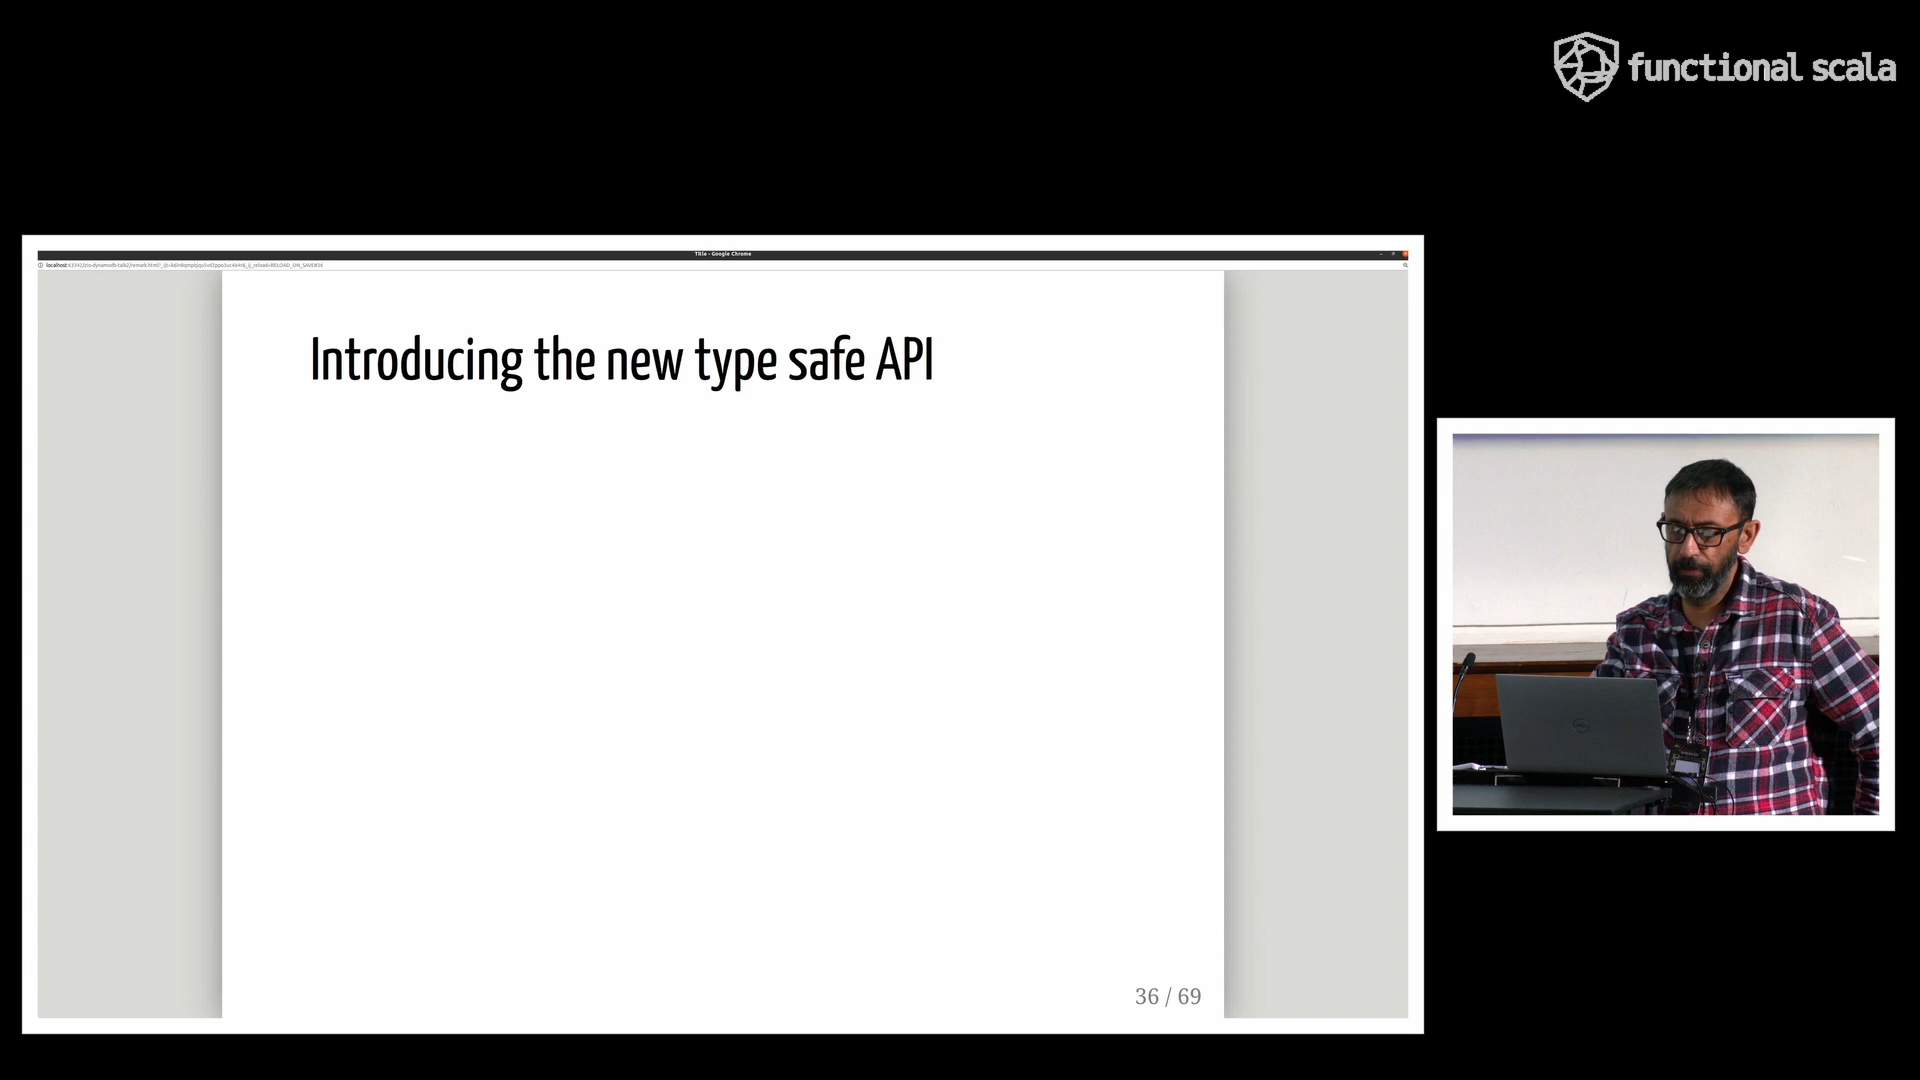 functional scala
Title - Google Chrome
Introducing the new type safe API
36 / 69